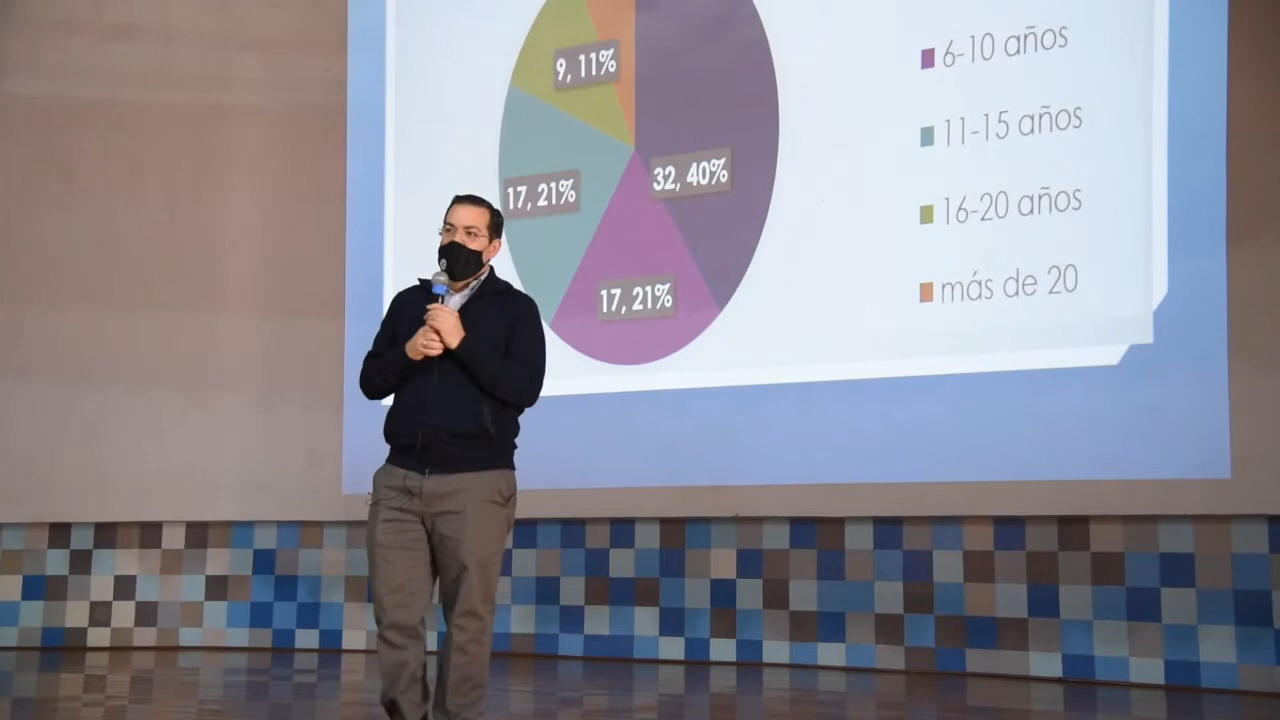 9, 11%
32, 40%
17, 21%
17, 21%
6-10 años
11-15 años
16-20 años
más de 20